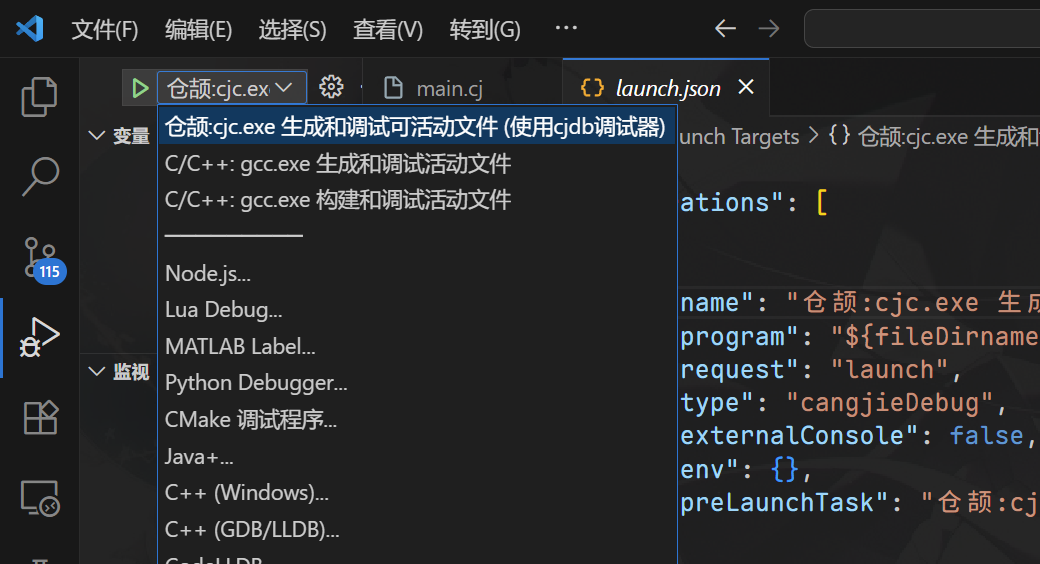 文件(F) 编辑(E) 选择(S) 查看(V) 转到(G) ···
仓颉:cjc.ex main.cj {} launch.json
变量
仓颉:cjc.exe 生成和调试可活动文件 (使用cjdb调试器)
unch Targets > {} 仓颉:cjc.exe 生成和
C/C++: gcc.exe 生成和调试活动文件
C/C++: gcc.exe 构建和调试活动文件
ations": [
Node.js...
name": "仓颉:cjc.exe 生
Lua Debug...
program": "${fileDirname
MATLAB Label...
request": "launch",
监视
Python Debugger...
type": "cangjieDebug",
CMake 调试程序...
externalConsole": false,
Java+...
env": {},
C++ (Windows)...
preLaunchTask": "仓颉:cj
C++ (GDB/LLDB)...
115